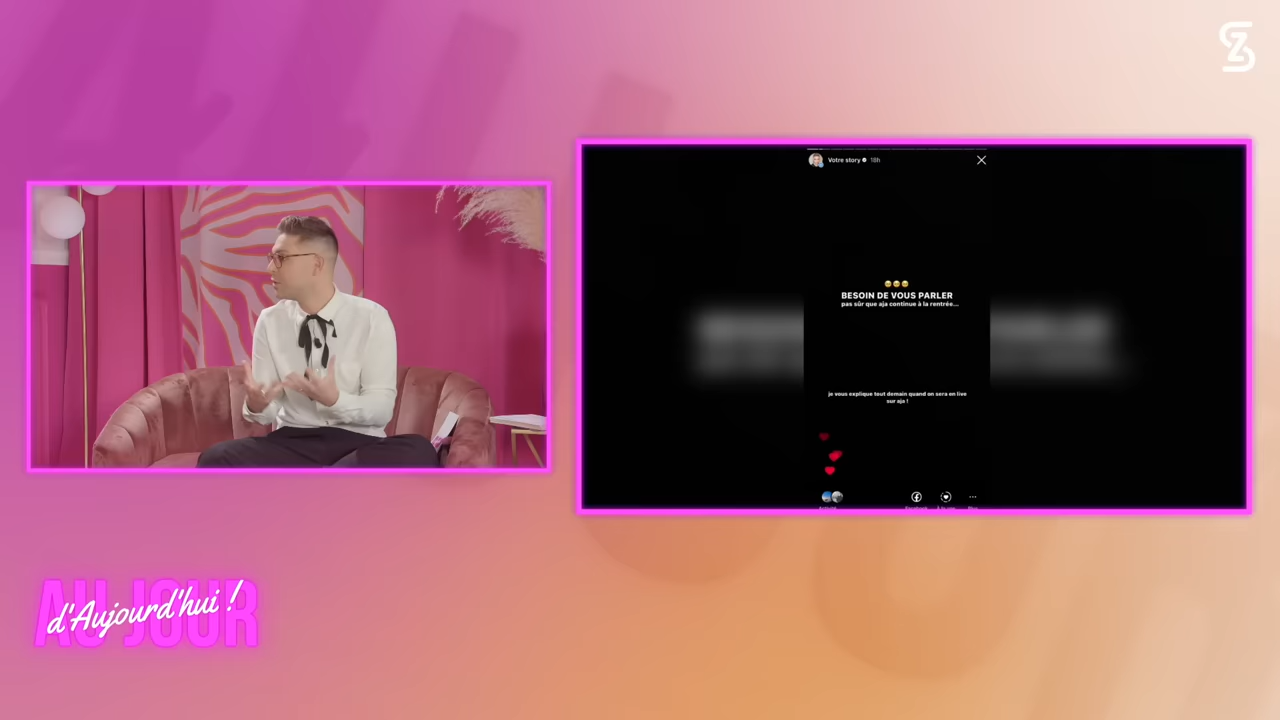 Votre story 18h
BESOIN DE VOUS PARLER
pas sûr que aja continue à la rentrée...
je vous explique tout demain quand on sera en live
sur aja !
AU JOUR
d'Aujourd'hui !